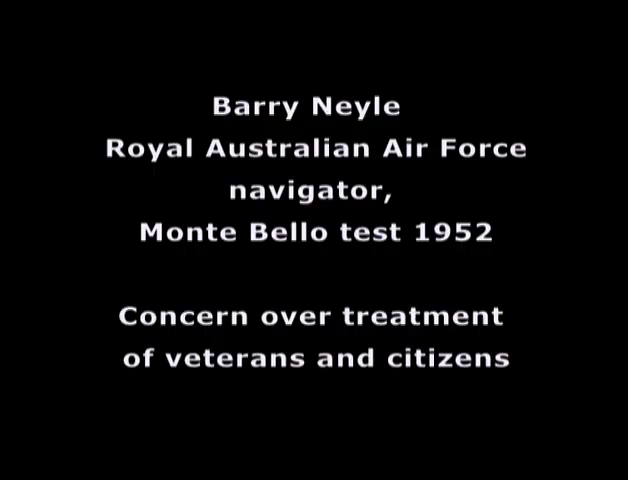 Barry Neyle
Royal Australian Air Force
navigator,
Monte Bello test 1952
Concern over treatment
of veterans and citizens